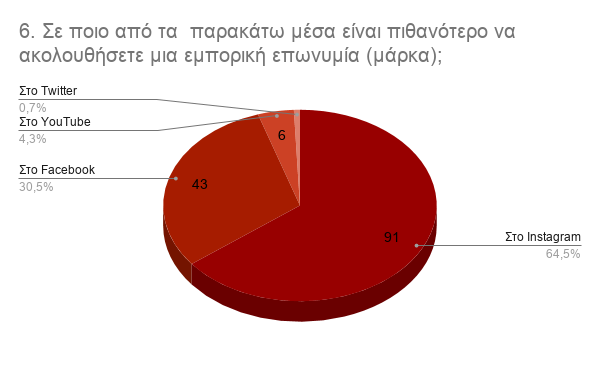 6. Σε ποιο από τα  παρακάτω μέσα είναι πιθανότερο να
ακολουθήσετε μια εμπορική επωνυμία (μάρκα);
Στο Twitter
0,7%
Στο YouTube
4,3%
6
Στο Facebook
30,5%
43
91
Στο Instagram
64,5%